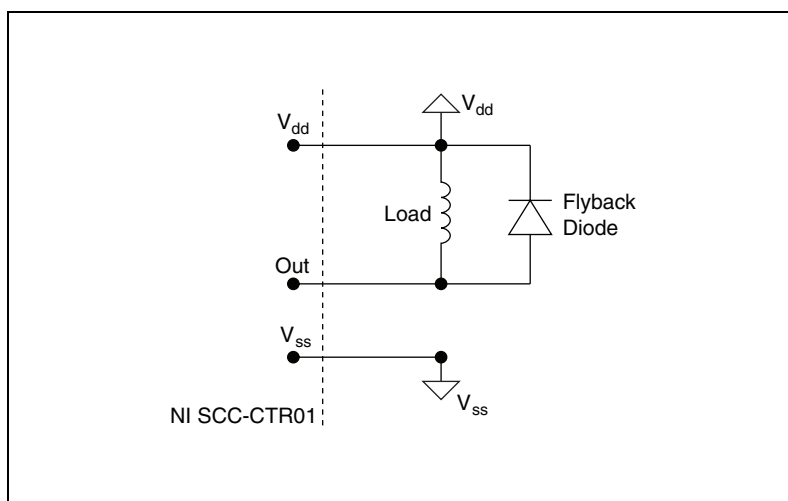 V_dd
V_dd
Load
Flyback
Diode
Out
V_ss
V_ss
NI SCC-CTR01